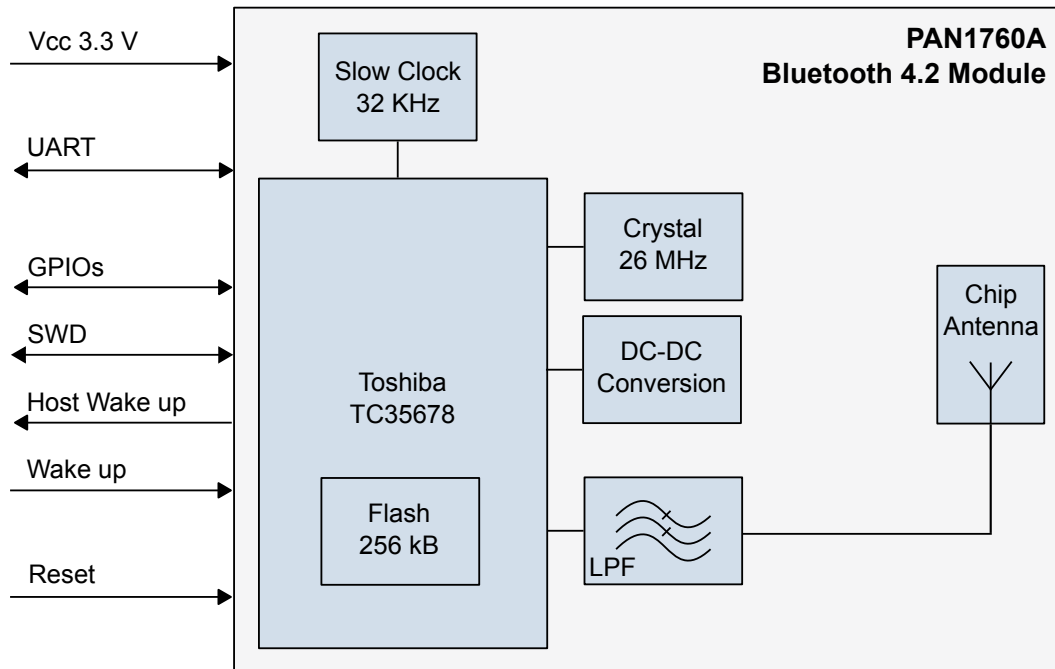 Vcc 3.3 V
UART
GPIOs
SWD
Host Wake up
Wake up
Reset
PAN1760A
Bluetooth 4.2 Module
Slow Clock
32 KHz
Crystal
26 MHz
DC-DC
Conversion
Toshiba
TC35678
Flash
256 kB
LPF
Chip
Antenna